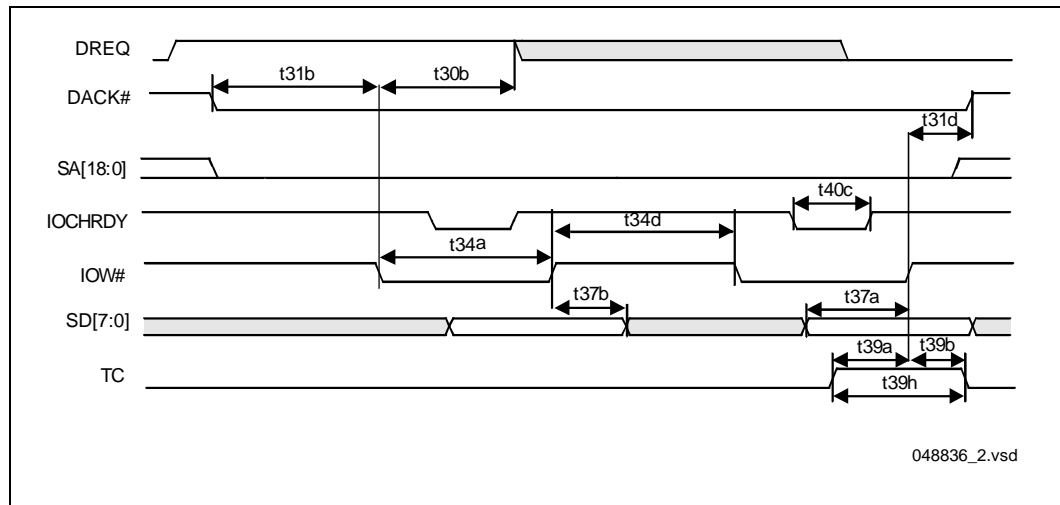 DREQ
t31b
t30b
DACK#
t31d
SA[18:0]
t40c
IOCHRDY
t34d
t34a
IOW#
t37b
t37a
SD[7:0]
t39a
t39b
TC
t39h
048836_2.vsd